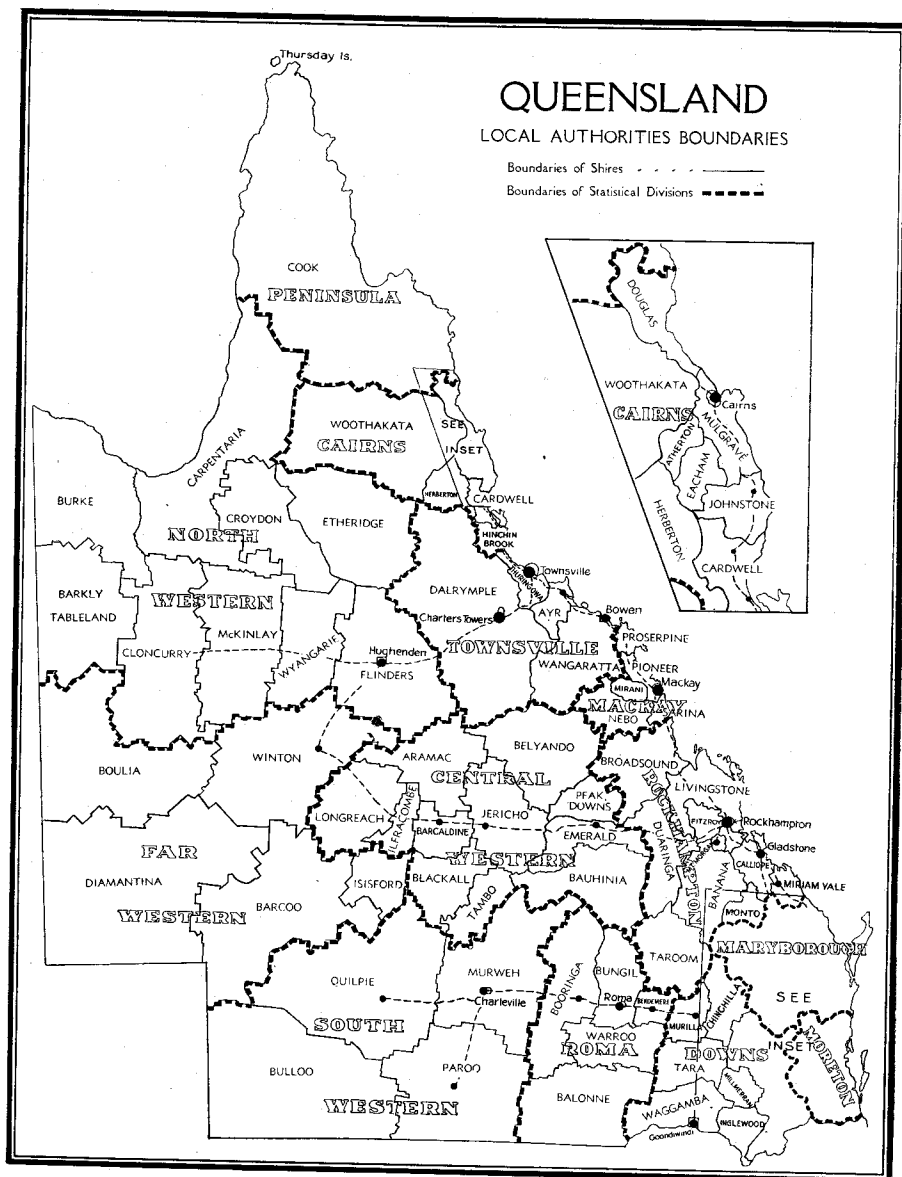 Thursday Is.
QUEENSLAND
LOCAL AUTHORITIES BOUNDARIES
Boundaries of Shires
Boundaries of Statistical Divisions
COOK
PENINSULA
DOUGLAS
WOOTHAKATA
CAIRNS
Cairns
MULGRAVE
ATHERTON
EACHAM
JOHNSTONE
HERBERTON
CARDWELL
WOOTHAKATA
CAIRNS
SEE
INSET
HERBERTON
CARDWELL
CARPENTARIA
BURKE
CROYDON
NORTH
ETHERIDGE
HINCHIN
BROOK
THURINGOWA
Townsville
BARKLY
TABLELAND
WESTERN
McKINLAY
DALRYMPLE
Charters Towers
AYR
Bowen
CLONCURRY
WYANGARIE
Hughenden
FLINDERS
TOWNSVILLE
WANGARATTA
PROSERPINE
PIONEER
MIRANI
Mackay
MACKAY
NEBO
SARINA
BOULIA
WINTON
ARAMAC
BELYANDO
BROADSOUND
CENTRAL
LIVINGSTONE
LONGREACH
ILFRACOMBE
BARCALDINE
JERICHO
PEAK
DOWNS
EMERALD
ROCKHAMPTON
DUARINGA
FITZROY
Rockhampton
Gladstone
CALLIOPE
MIRIAM VALE
BANANA
MONTO
FAR
DIAMANTINA
WESTERN
BARCOO
ISISFORD
BLACKALL
WESTERN
TAMBO
BAUHINIA
MARYBOROUGH
TAROOM
QUILPIE
MURWEH
Charleville
BOORINGA
BUNGIL
Roma
BENDEMERE
MURILLA
CHINCHILLA
SEE
INSET
SOUTH
WARROO
ROMA
DOWNS
TARA
MORETON
BULLOO
PAROO
WESTERN
BALONNE
WAGGAMBA
MILLMERRAN
INGLEWOOD
Goondiwindi